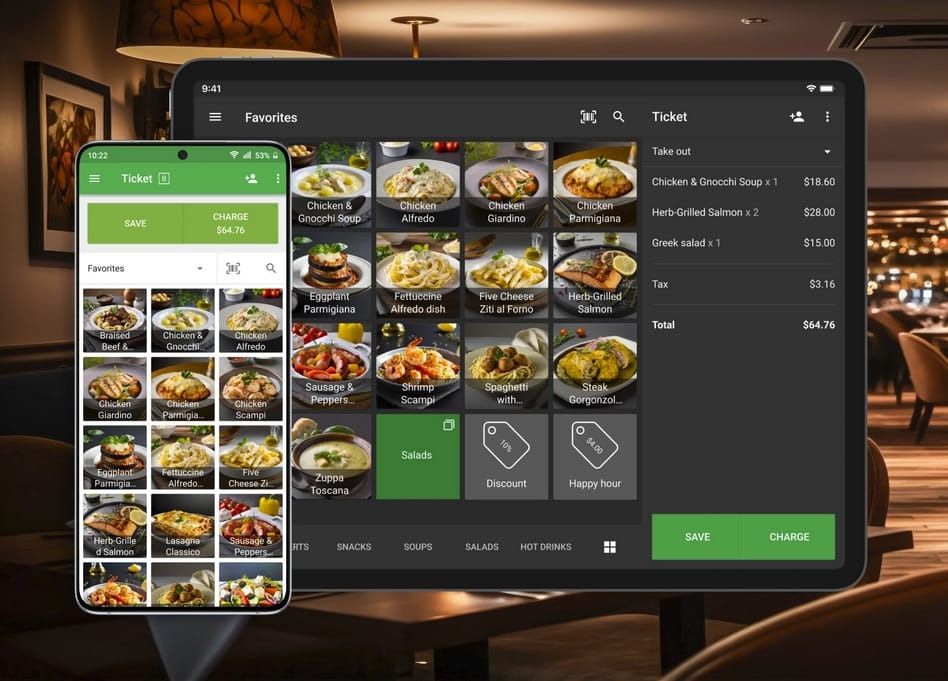 9:41
Favorites
Ticket
Take out
Chicken & Gnocchi Soup x 1 $18.60
Herb-Grilled Salmon x 2 $28.00
Greek salad x 1 $15.00
Tax $3.16
Total $64.76
SAVE CHARGE
Chicken &
Gnocchi Soup
Chicken
Alfredo
Chicken
Giardino
Chicken
Parmigiana
Eggplant
Parmigiana
Fettuccine
Alfredo dish
Five Cheese
Ziti al Forno
Herb-Grilled
Salmon
Sausage &
Peppers...
Shrimp
Scampi
Spaghetti
with...
Steak
Gorgonzol...
Zuppa
Toscana
Salads
10%
Discount
$4.00
Happy hour
ERTS SNACKS SOUPS SALADS HOT DRINKS
10:22 53%
Ticket 8
SAVE
CHARGE
$64.76
Favorites
Braised
Beef &
Chicken &
Gnocchi...
Chicken
Alfredo
Chicken
Giardino
Chicken
Parmigia...
Chicken
Scampi
Eggplant
Parmigia...
Fettuccine
Alfredo...
Five
Cheese Zi...
Herb-Grille
d Salmon
Lasagna
Classico
Sausage &
Peppers...